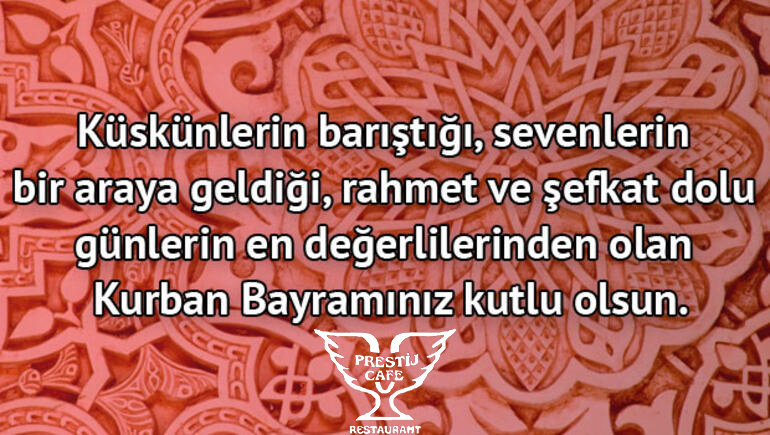 Küskünlerin barıştığı, sevenlerin
bir araya geldiği, rahmet ve şefkat dolu
günlerin en değerlilerinden olan
Kurban Bayramınız kutlu olsun.
PRESTİJ
CAFE
RESTAURANT